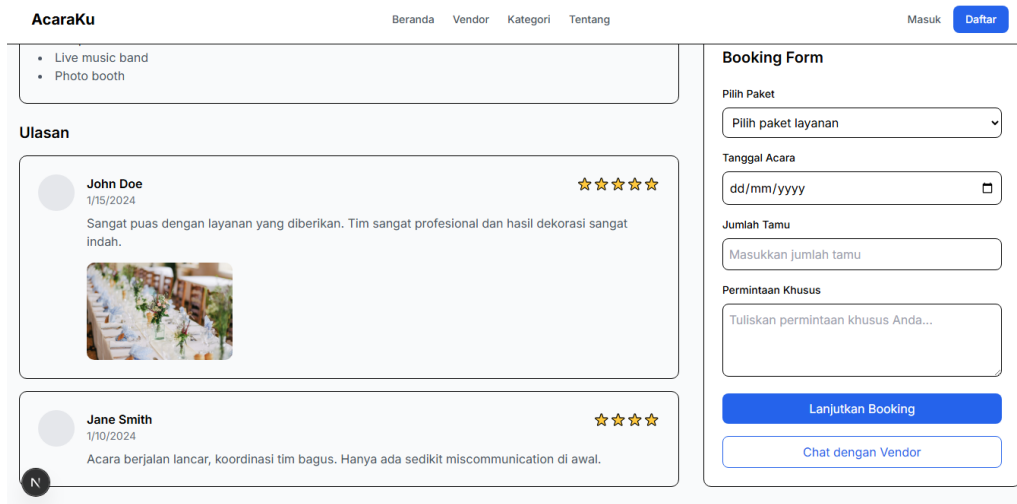 AcaraKu
Beranda Vendor Kategori Tentang
Masuk Daftar
Live music band
Photo booth
Ulasan
John Doe
1/15/2024
Sangat puas dengan layanan yang diberikan. Tim sangat profesional dan hasil dekorasi sangat
indah.
Jane Smith
1/10/2024
Acara berjalan lancar, koordinasi tim bagus. Hanya ada sedikit miscommunication di awal.
N
Booking Form
Pilih Paket
Pilih paket layanan
Tanggal Acara
dd/mm/yyyy
Jumlah Tamu
Masukkan jumlah tamu
Permintaan Khusus
Tuliskan permintaan khusus Anda...
Lanjutkan Booking
Chat dengan Vendor